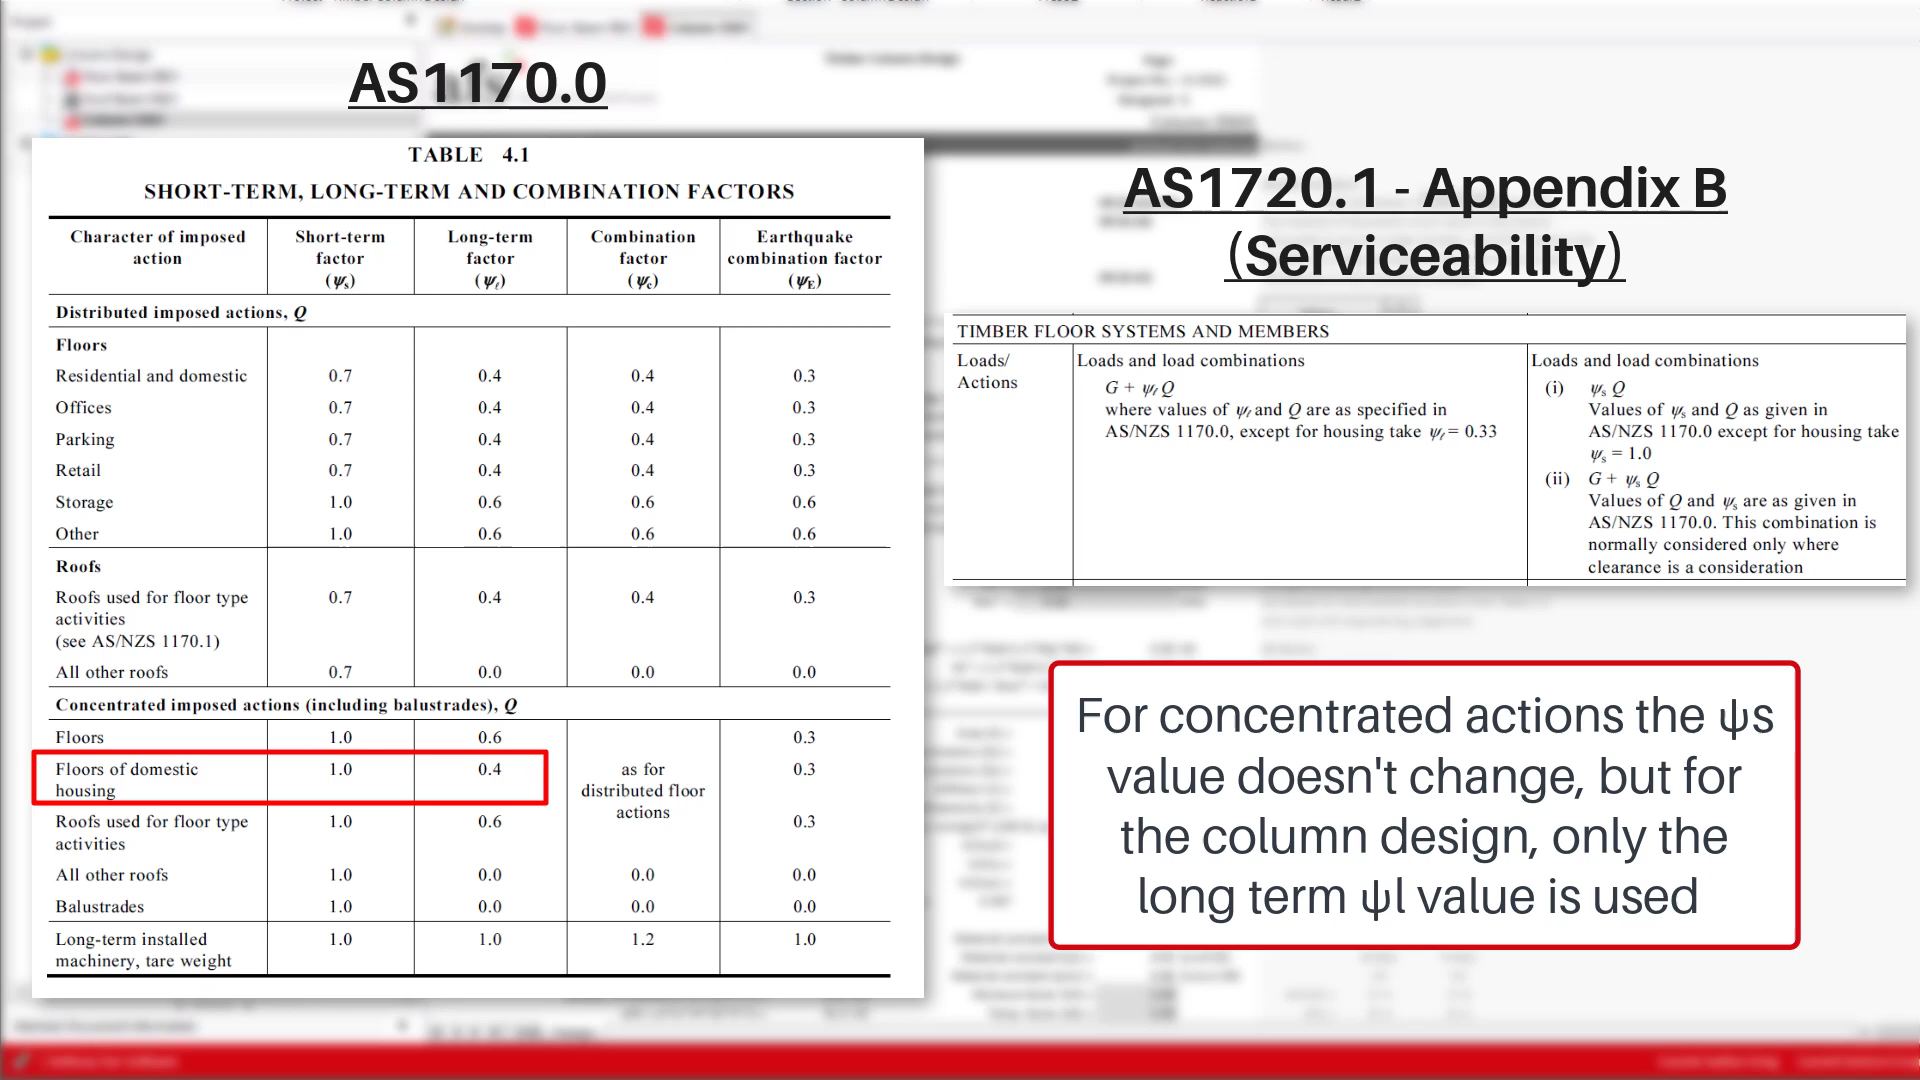 AS1170.0
TABLE 4.1
SHORT-TERM, LONG-TERM AND COMBINATION FACTORS
Character of imposed action | Short-term factor (ψs) | Long-term factor (ψℓ) | Combination factor (ψc) | Earthquake combination factor (ψE)
Distributed imposed actions, Q
Floors
Residential and domestic 0.7 0.4 0.4 0.3
Offices 0.7 0.4 0.4 0.3
Parking 0.7 0.4 0.4 0.3
Retail 0.7 0.4 0.4 0.3
Storage 1.0 0.6 0.6 0.6
Other 1.0 0.6 0.6 0.6
Roofs
Roofs used for floor type activities (see AS/NZS 1170.1) 0.7 0.4 0.4 0.3
All other roofs 0.7 0.0 0.0 0.0
Concentrated imposed actions (including balustrades), Q
Floors 1.0 0.6 as for distributed floor actions 0.3
Floors of domestic housing 1.0 0.4 0.3
Roofs used for floor type activities 1.0 0.6 0.3
All other roofs 1.0 0.0 0.0 0.0
Balustrades 1.0 0.0 0.0 0.0
Long-term installed machinery, tare weight 1.0 1.0 1.2 1.0
AS1720.1 - Appendix B
(Serviceability)
TIMBER FLOOR SYSTEMS AND MEMBERS
Loads/
Actions
Loads and load combinations
G + ψℓ Q
where values of ψℓ and Q are as specified in
AS/NZS 1170.0, except for housing take ψℓ = 0.33
Loads and load combinations
(i) ψs Q
Values of ψs and Q as given in
AS/NZS 1170.0 except for housing take
ψs = 1.0
(ii) G + ψs Q
Values of Q and ψs are as given in
AS/NZS 1170.0. This combination is
normally considered only where
clearance is a consideration
For concentrated actions the ψs
value doesn't change, but for
the column design, only the
long term ψl value is used